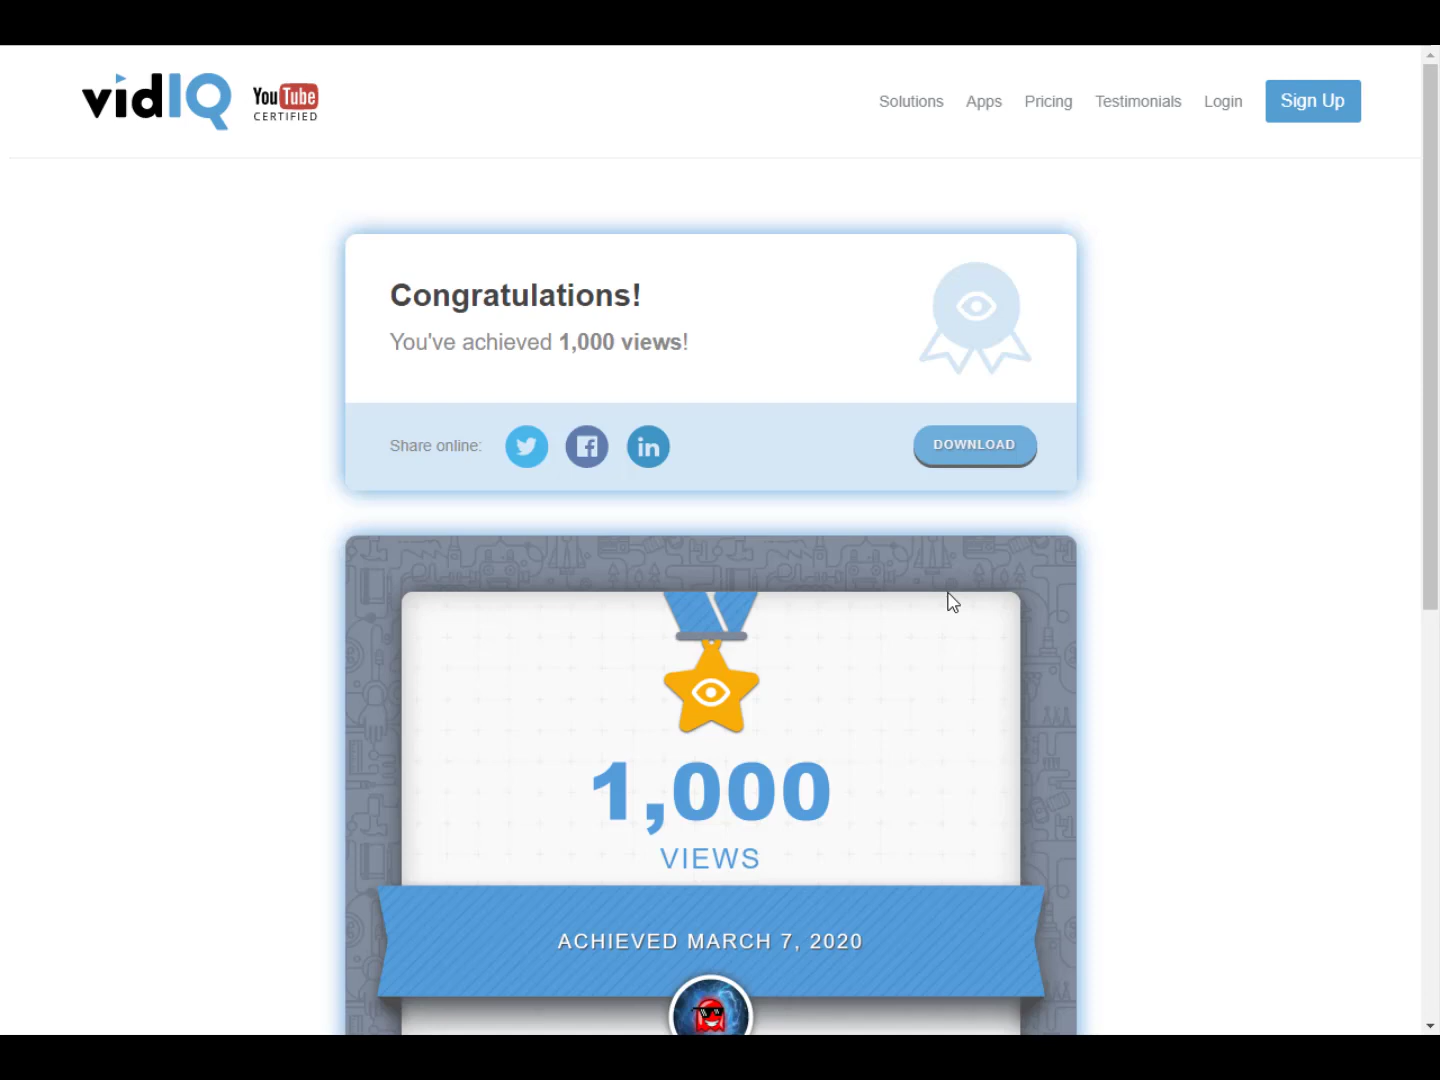 vidIQ YouTube CERTIFIED Solutions Apps Pricing Testimonials Login Sign Up
Congratulations!
You've achieved 1,000 views!
Share online: in DOWNLOAD
1,000
VIEWS
ACHIEVED MARCH 7, 2020